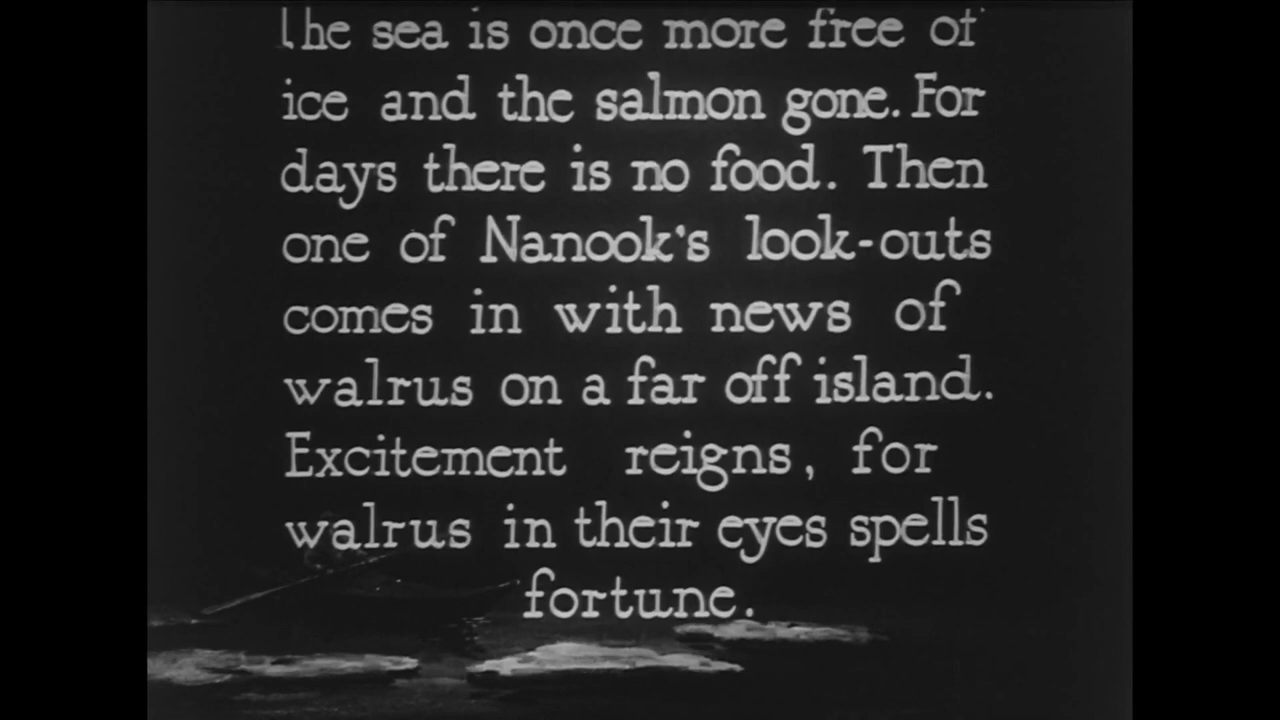 The sea is once more free of
ice and the salmon gone. For
days there is no food. Then
one of Nanook's look-outs
comes in with news of
walrus on a far off island.
Excitement reigns, for
walrus in their eyes spells
fortune.